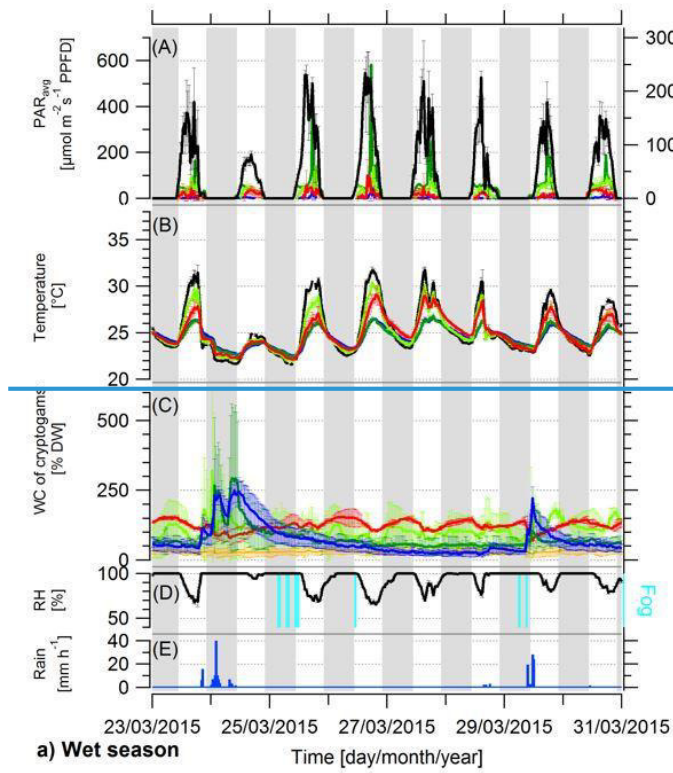 (A)
600
400
200
0
PARavg
[µmol m⁻² s⁻¹ PPFD]
300
200
100
0
(B)
35
30
25
20
Temperature
[°C]
(C)
500
250
0
WC of cryptogams
[% DW]
(D)
100
50
RH
[%]
Fog
(E)
40
20
0
Rain
[mm h⁻¹]
23/03/2015 25/03/2015 27/03/2015 29/03/2015 31/03/2015
a) Wet season
Time [day/month/year]